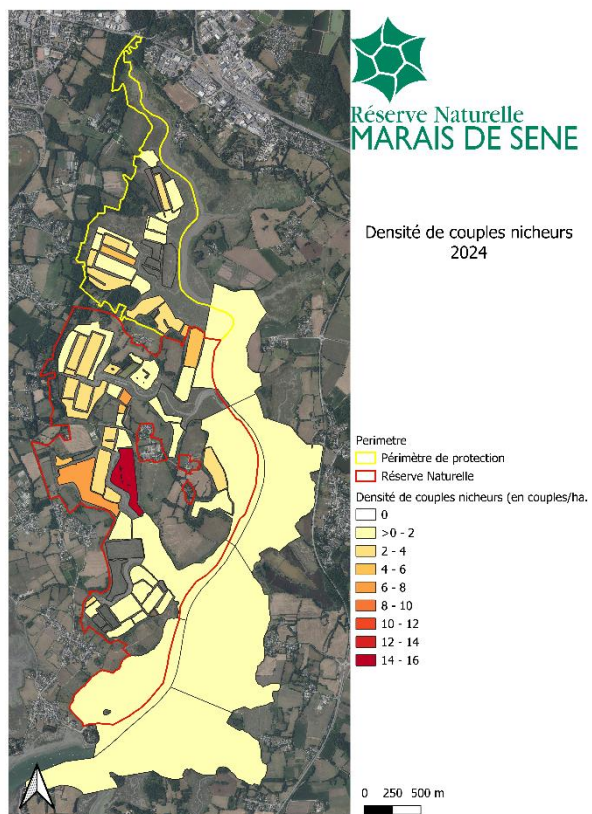 Réserve Naturelle
MARAIS DE SENE
Densité de couples nicheurs
2024
Perimetre
Périmètre de protection
Réserve Naturelle
Densité de couples nicheurs (en couples/ha.
0
>0 - 2
2 - 4
4 - 6
6 - 8
8 - 10
10 - 12
12 - 14
14 - 16
0 250 500 m